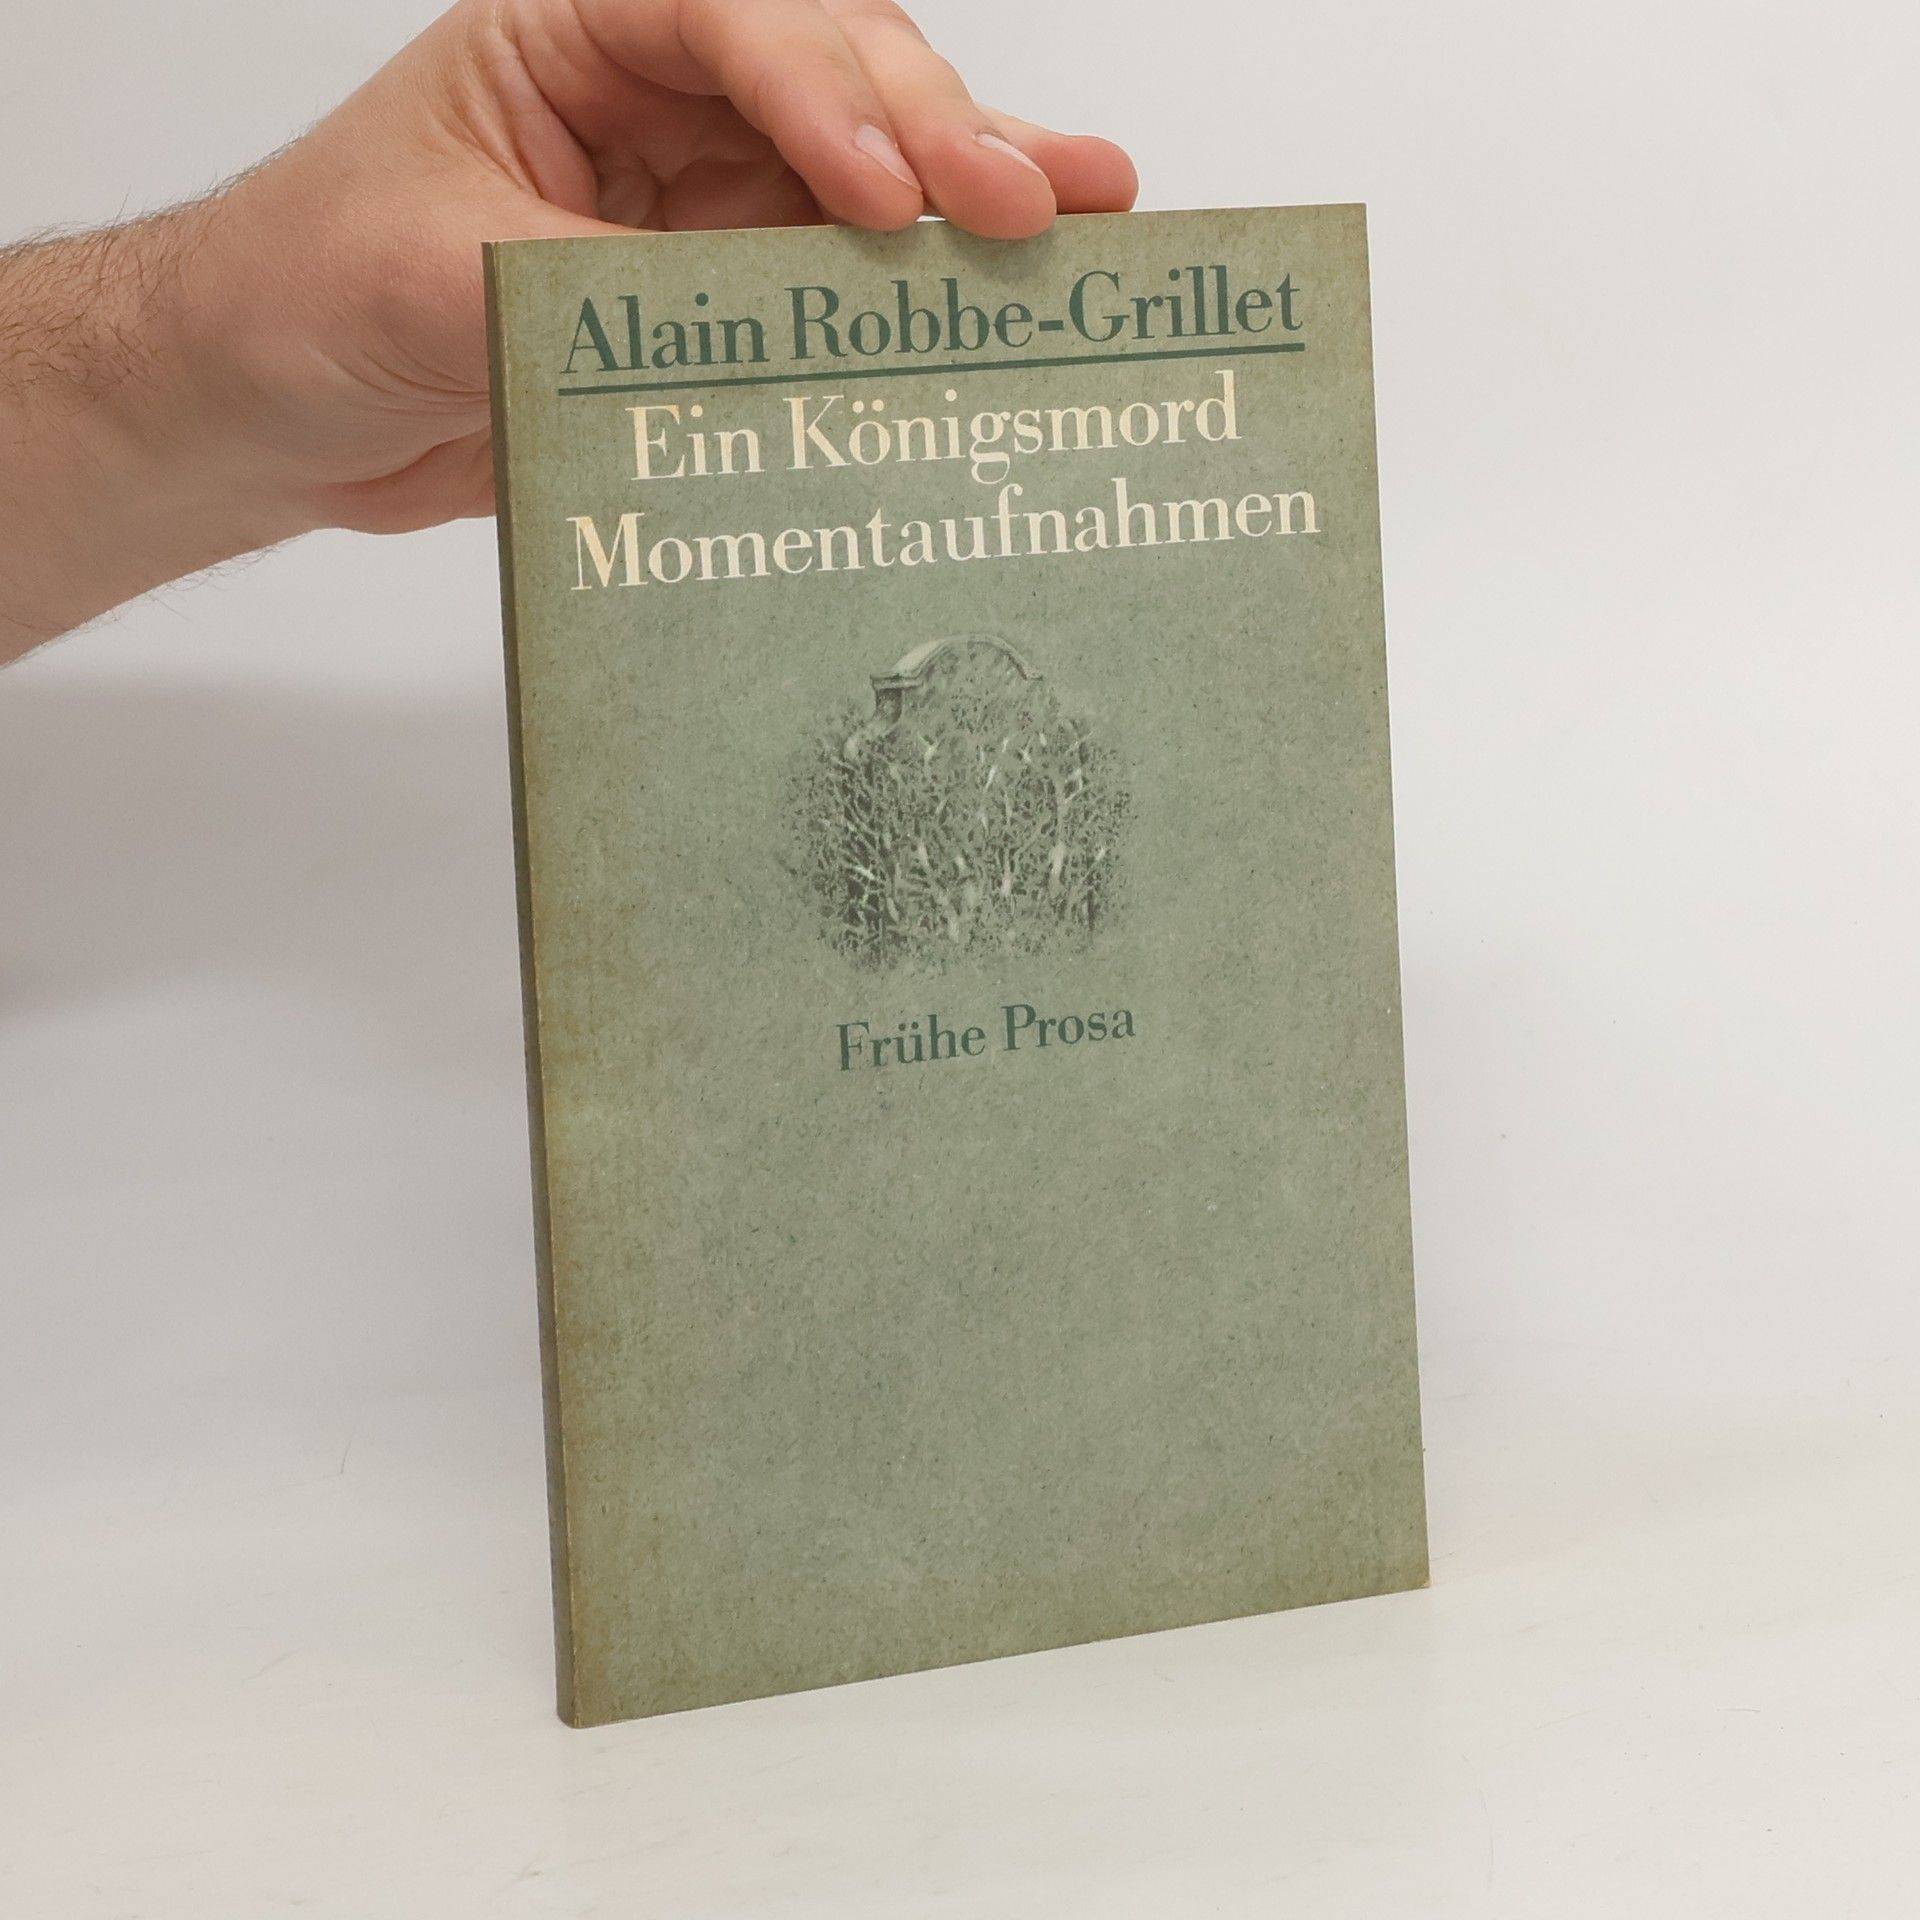 Alain Robbe-Grillet
Ein Königsmord
Momentaufnahmen
Frühe Prosa